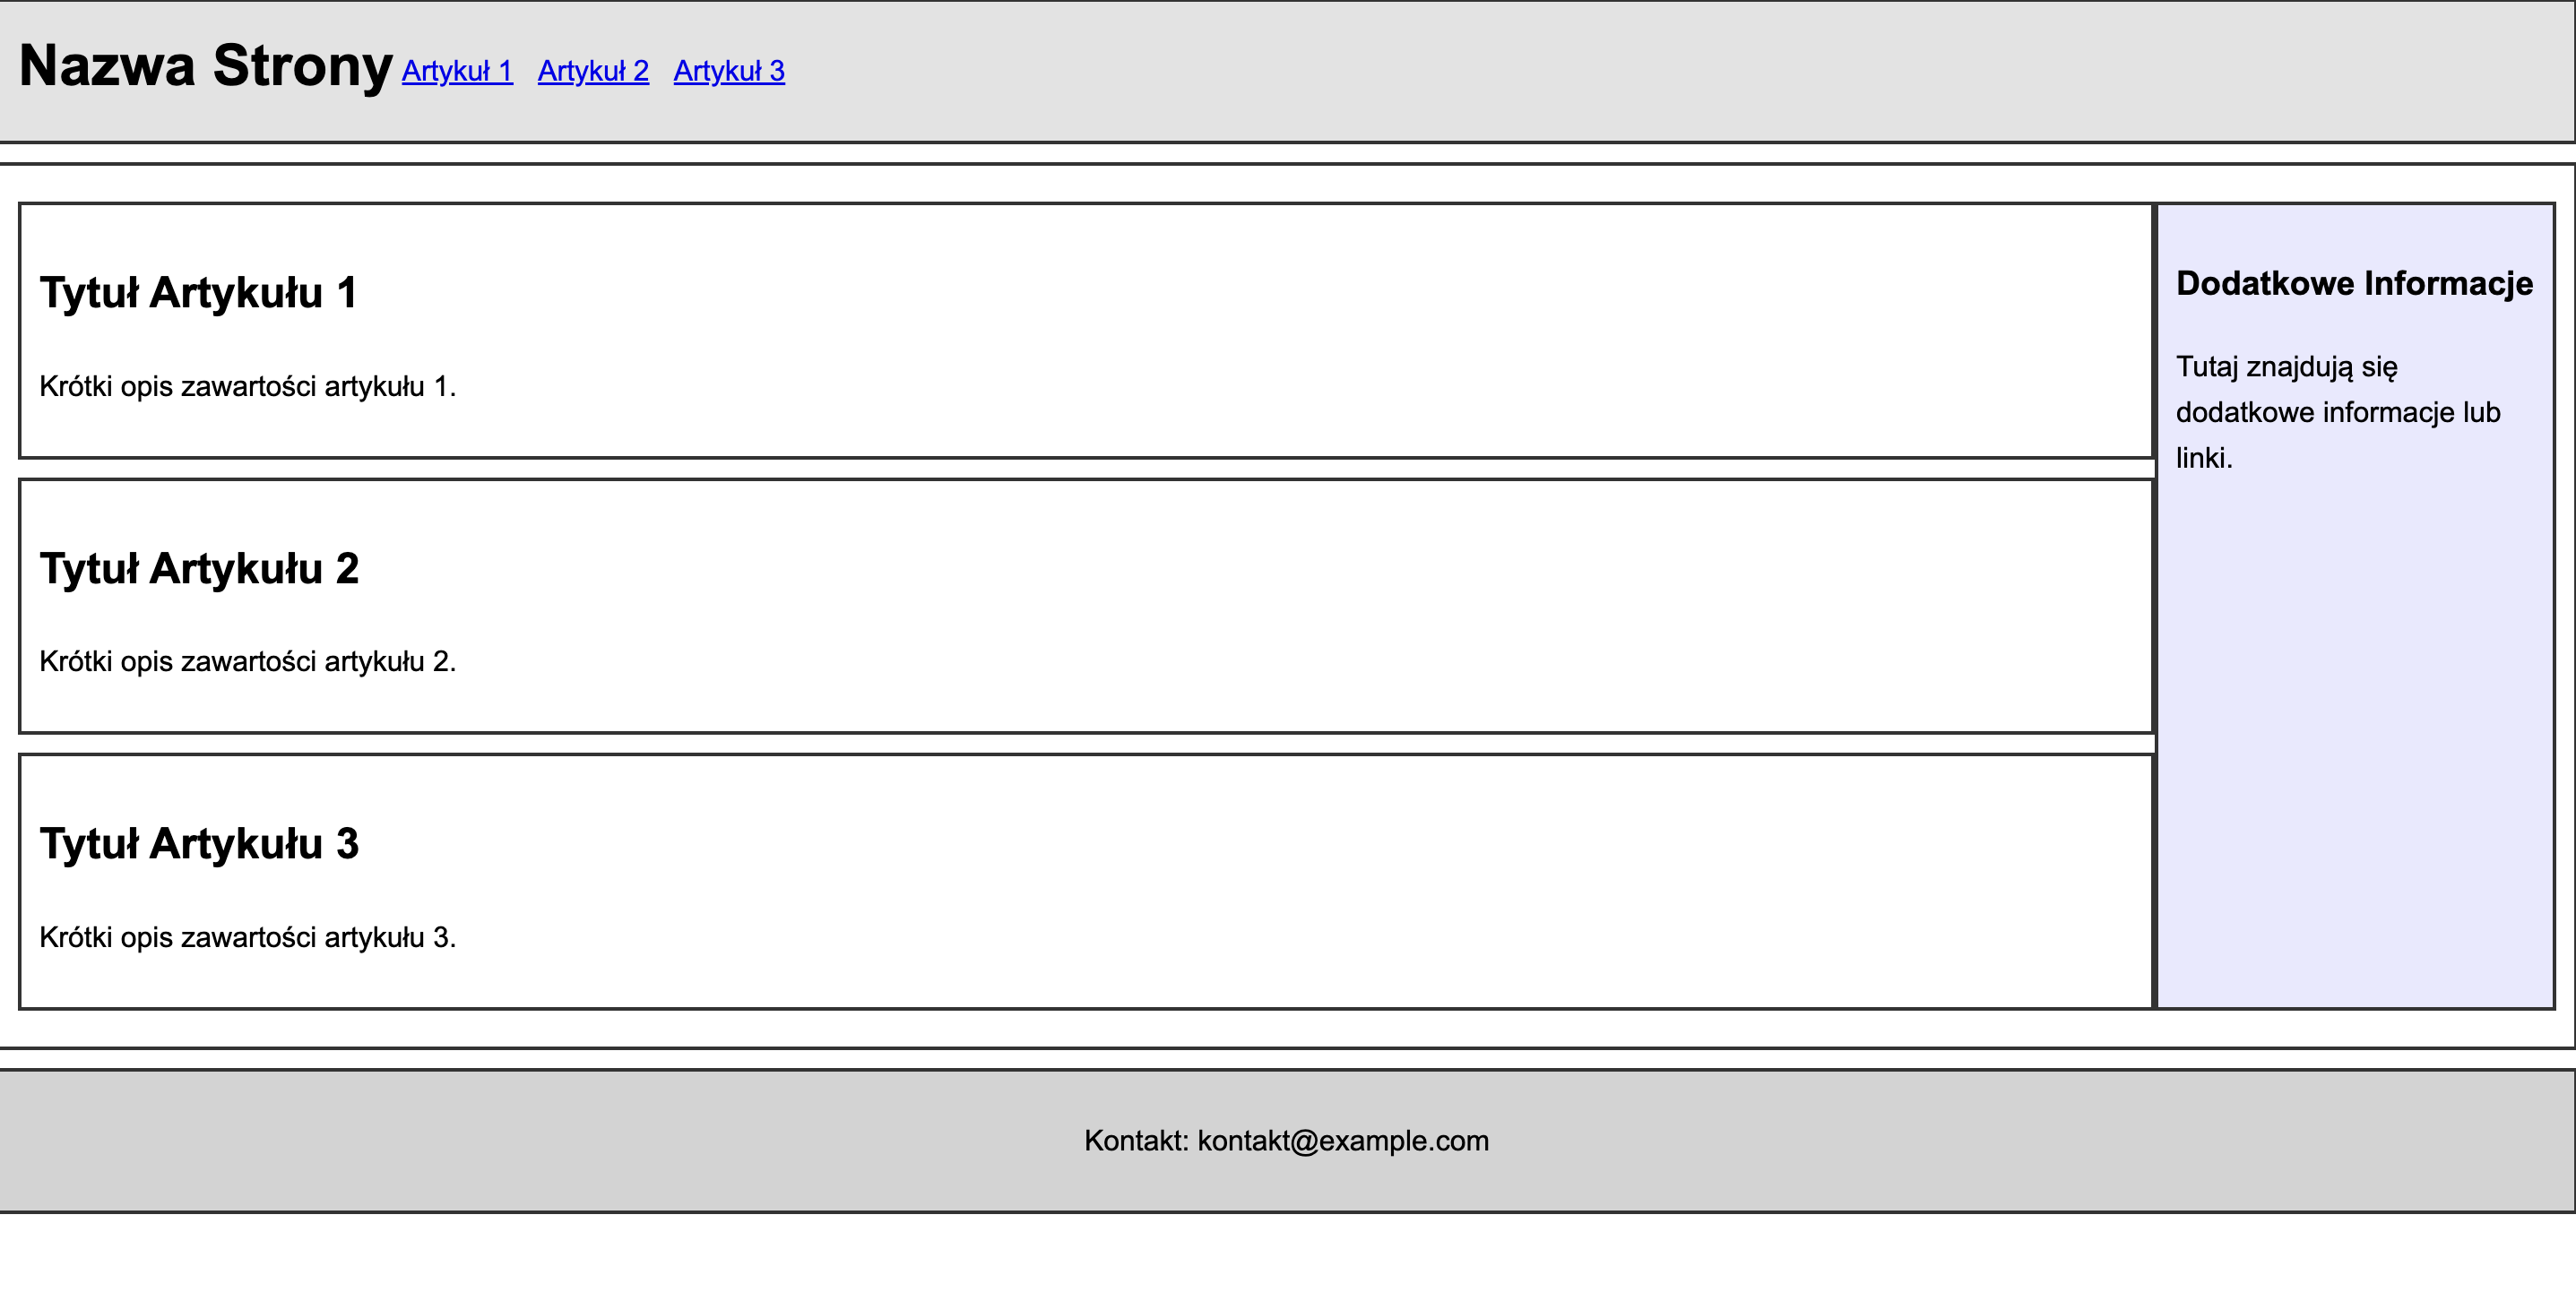 Nazwa Strony Artykuł 1 Artykuł 2 Artykuł 3
Tytuł Artykułu 1
Krótki opis zawartości artykułu 1.
Tytuł Artykułu 2
Krótki opis zawartości artykułu 2.
Tytuł Artykułu 3
Krótki opis zawartości artykułu 3.
Dodatkowe Informacje
Tutaj znajdują się
dodatkowe informacje lub
linki.
Kontakt: kontakt@example.com